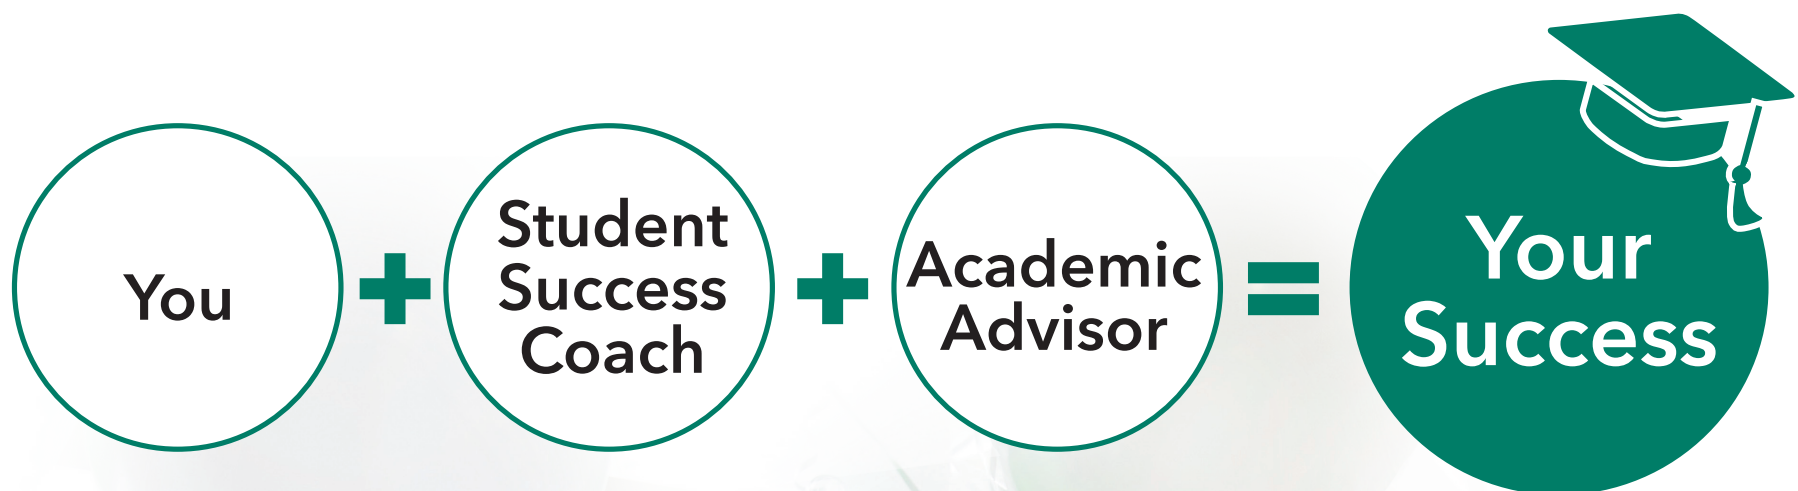 You
+
Student
Success
Coach
+
Academic
Advisor
=
Your
Success